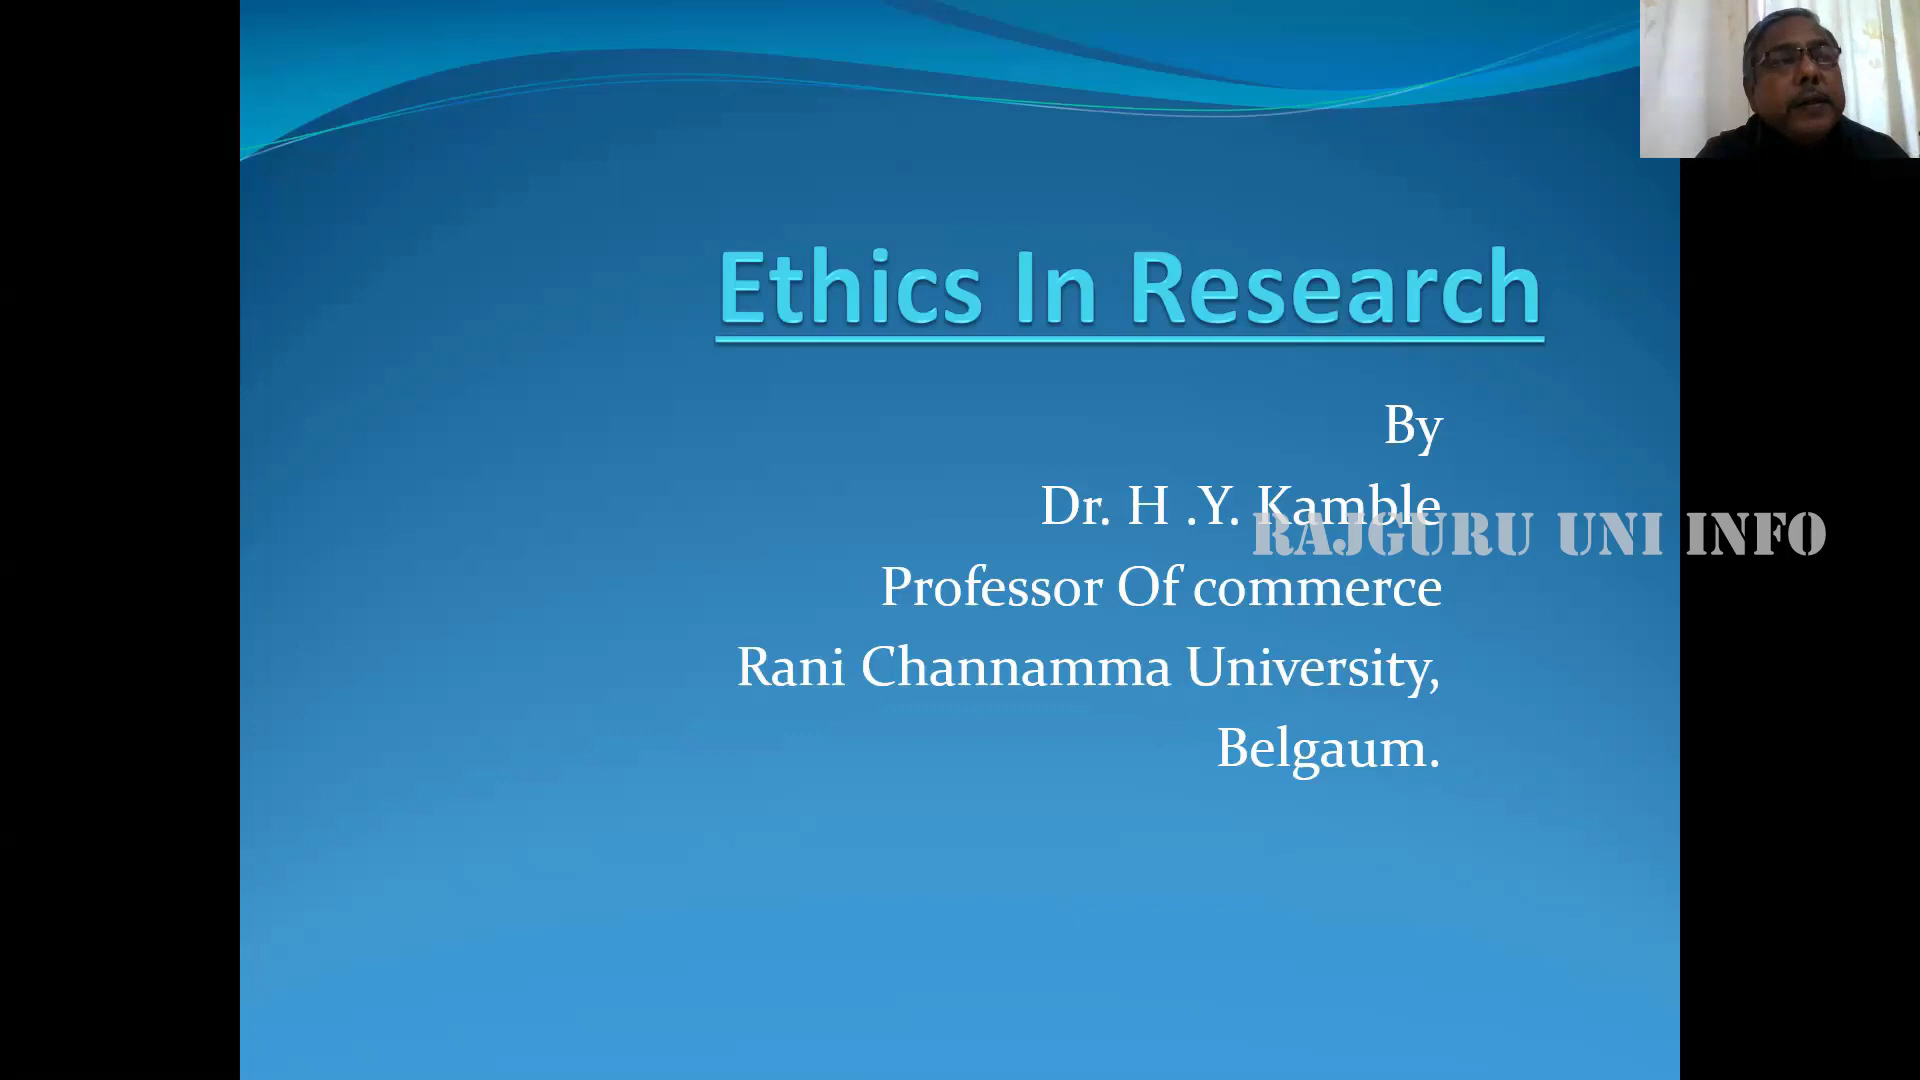 Ethics In Research
By
Dr. H .Y. Kamble
RAJGURU UNI INFO
Professor Of commerce
Rani Channamma University,
Belgaum.